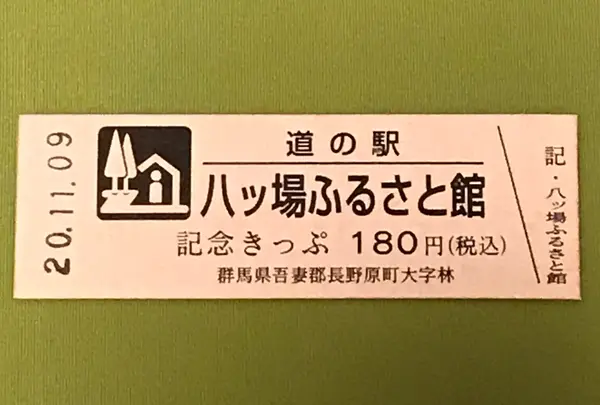 20.11.09
道の駅
八ッ場ふるさと館
記念きっぷ 180円(税込)
群馬県吾妻郡長野原町大字林
記・八ッ場ふるさと館